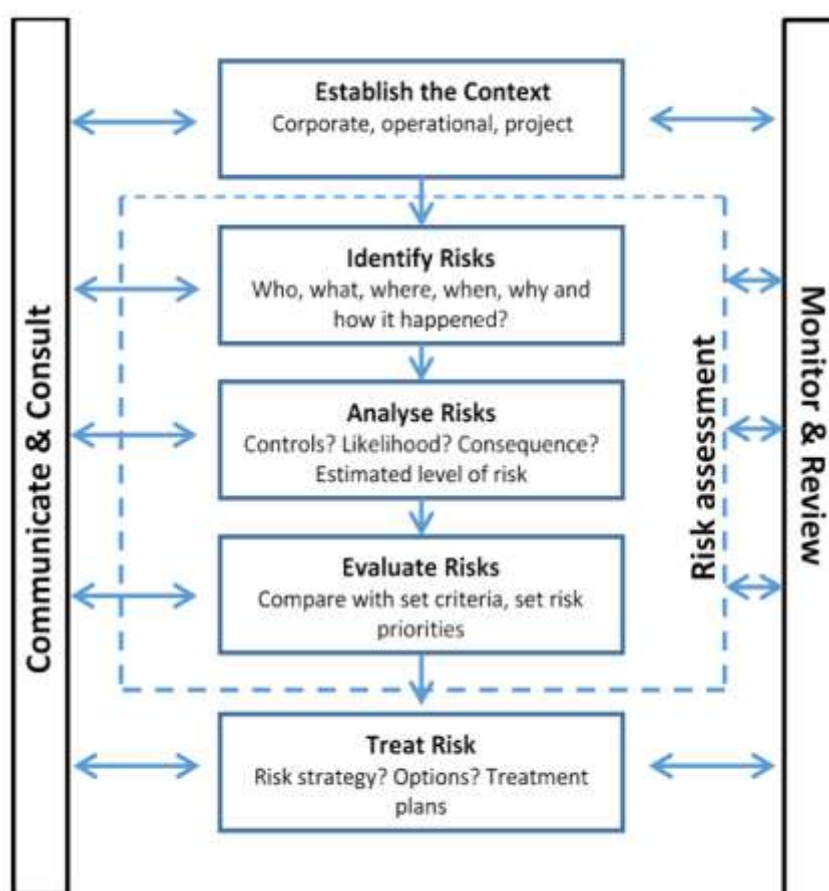 Communicate & Consult
Establish the Context
Corporate, operational, project
Identify Risks
Who, what, where, when, why and
how it happened?
Analyse Risks
Controls? Likelihood? Consequence?
Estimated level of risk
Evaluate Risks
Compare with set criteria, set risk
priorities
Treat Risk
Risk strategy? Options? Treatment
plans
Risk assessment
Monitor & Review